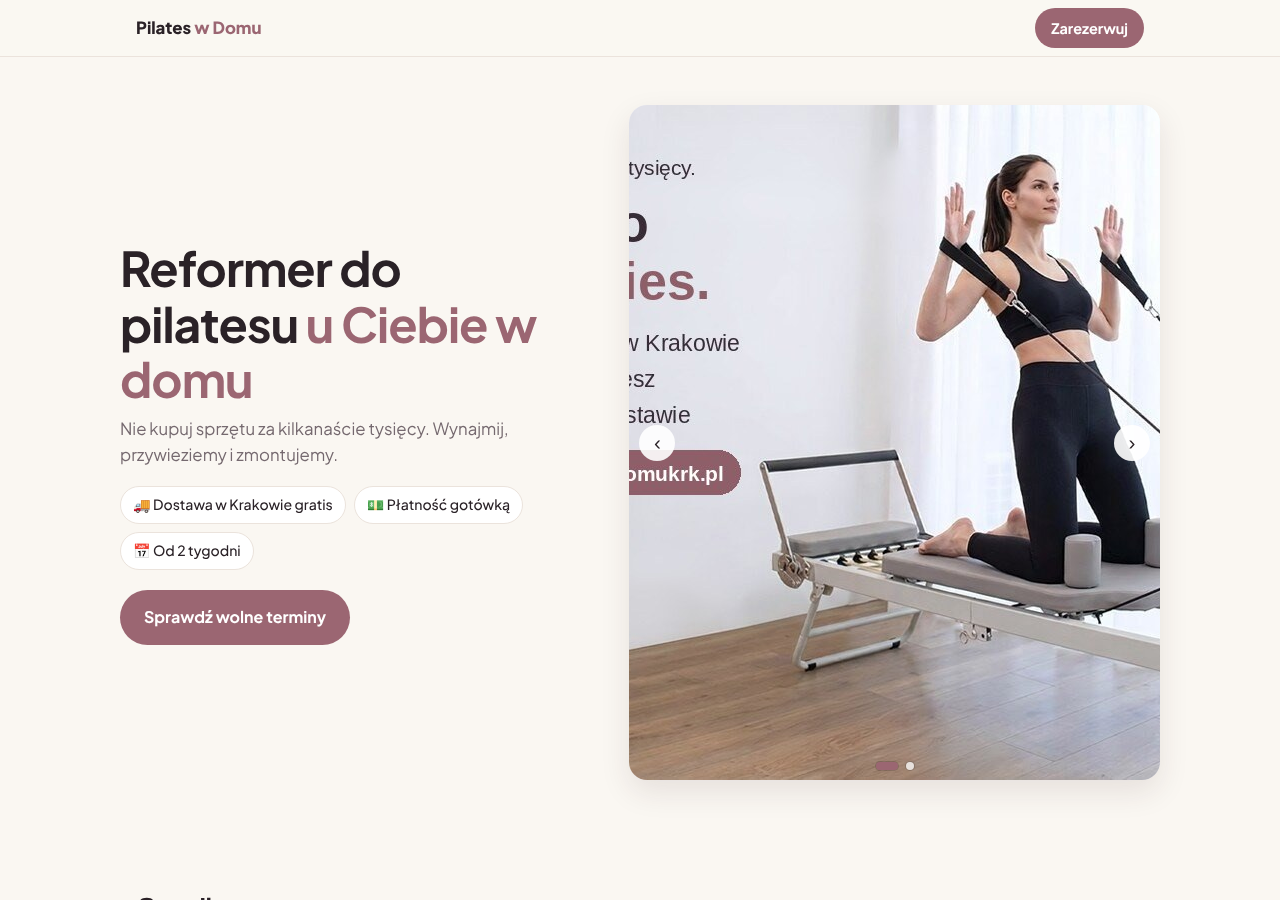 Pilates w Domu
Zarezerwuj
Reformer do
pilatesu u Ciebie w
domu
Nie kupuj sprzętu za kilkanaście tysięcy. Wynajmij,
przywieziemy i zmontujemy.
🚚 Dostawa w Krakowie gratis
💵 Płatność gotówką
📅 Od 2 tygodni
Sprawdź wolne terminy
tysięcy.
o
ies.
w Krakowie
esz
stawie
omukrk.pl